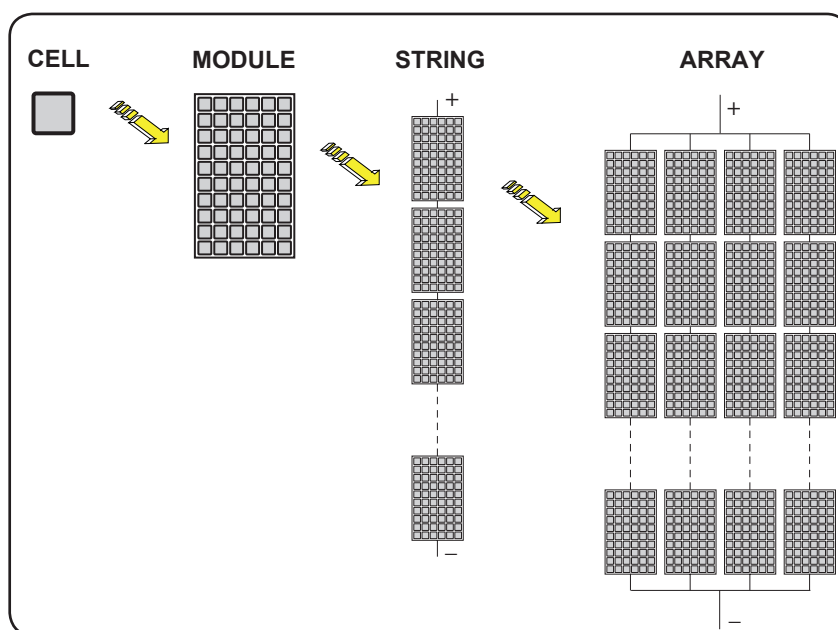 CELL MODULE STRING ARRAY
+
+
–
–